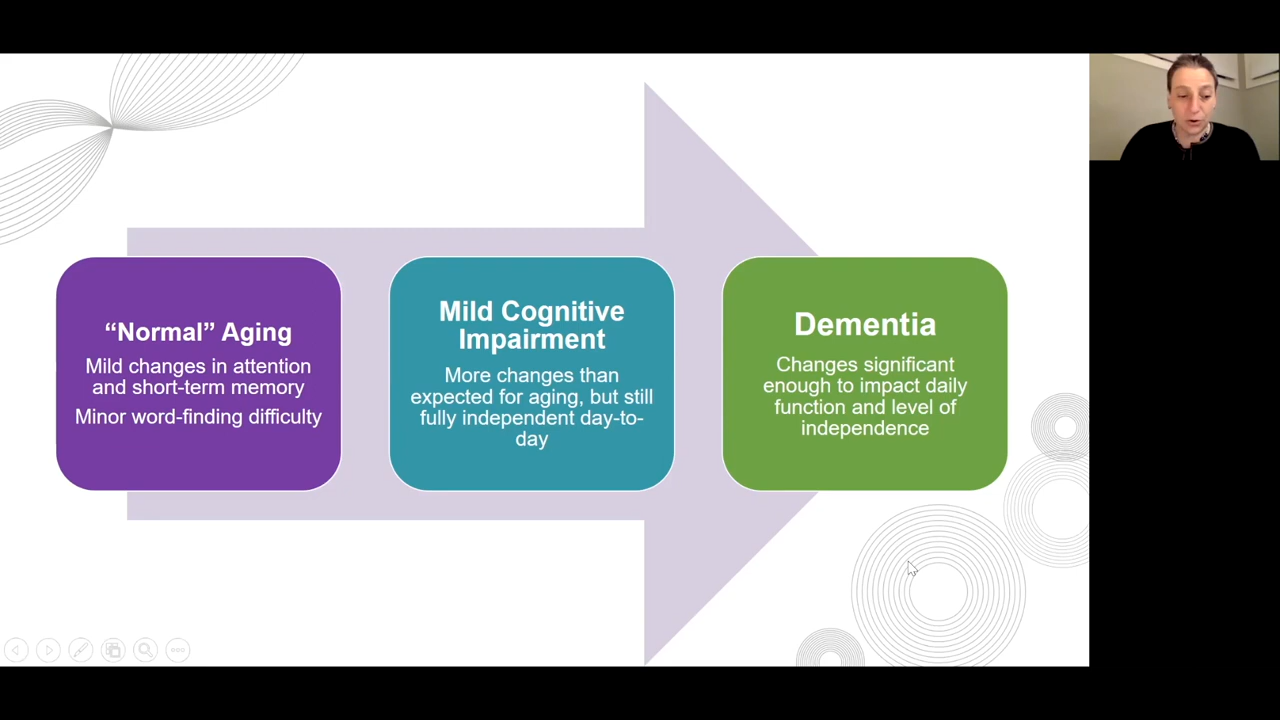 “Normal” Aging
Mild changes in attention
and short-term memory
Minor word-finding difficulty
Mild Cognitive
Impairment
More changes than
expected for aging, but still
fully independent day-to-
day
Dementia
Changes significant
enough to impact daily
function and level of
independence